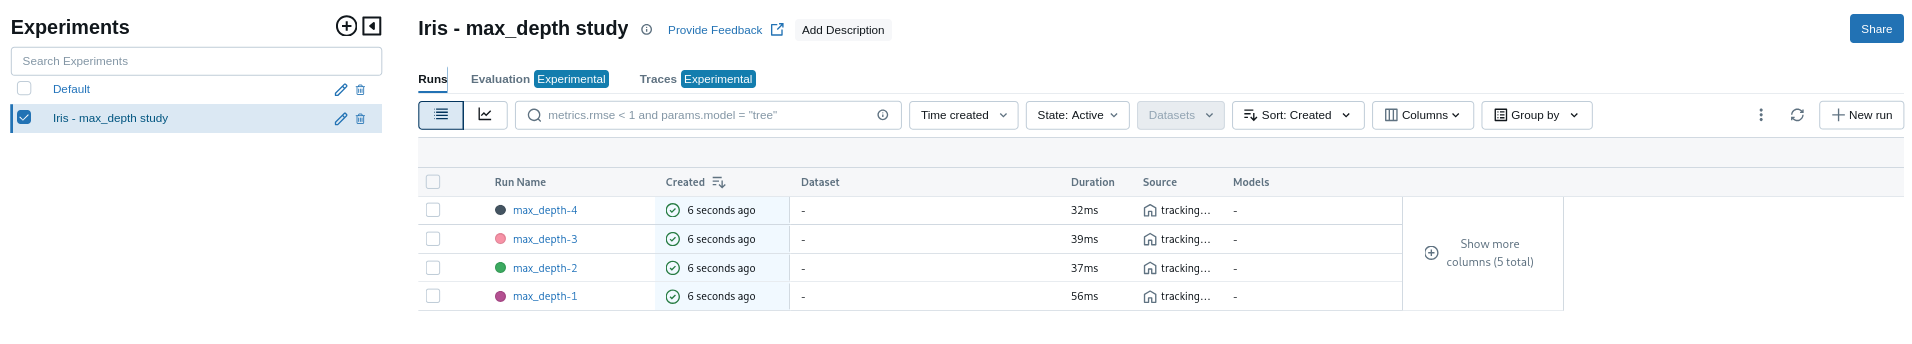 Experiments
Search Experiments
Default
Iris - max_depth study
Iris - max_depth study
Provide Feedback
Add Description
Share
Runs
Evaluation Experimental
Traces Experimental
metrics.rmse < 1 and params.model = "tree"
Time created
State: Active
Datasets
Sort: Created
Columns
Group by
New run
Run Name Created Dataset Duration Source Models
max_depth-4 6 seconds ago - 32ms tracking... -
max_depth-3 6 seconds ago - 39ms tracking... -
max_depth-2 6 seconds ago - 37ms tracking... -
max_depth-1 6 seconds ago - 56ms tracking... -
Show more
columns (5 total)